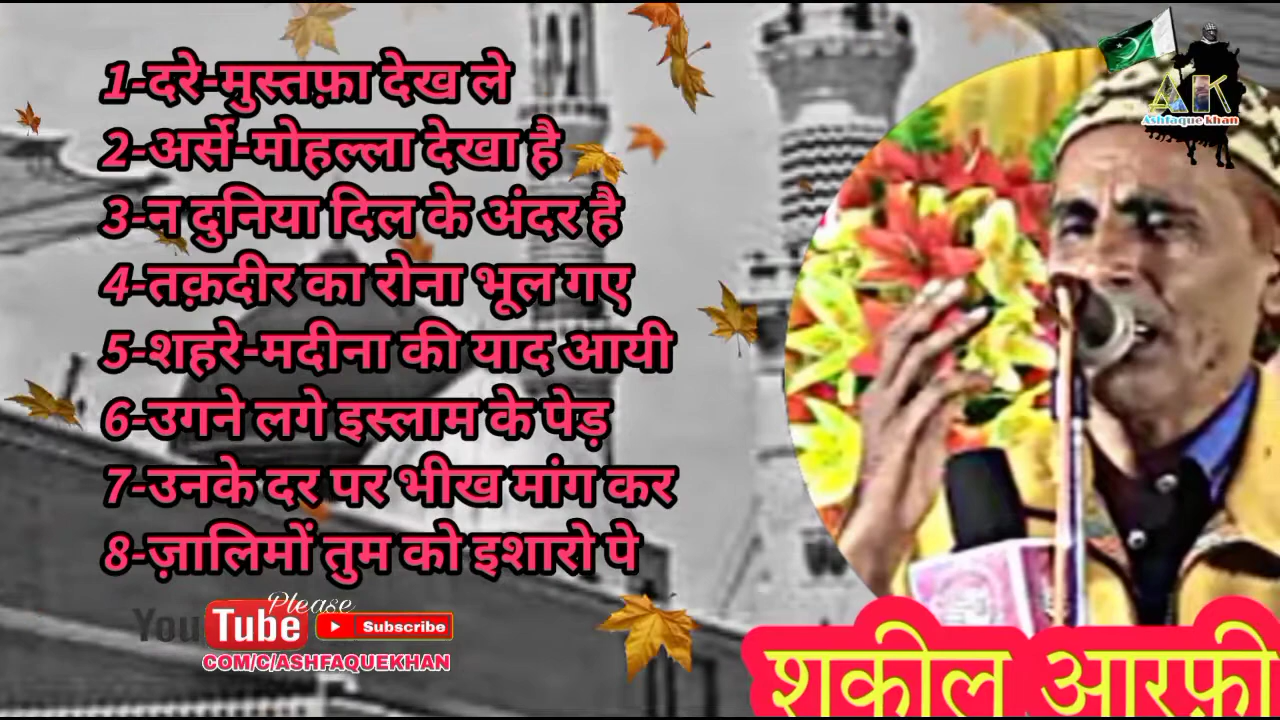 1-दरे-मुस्तफ़ा देख ले
2-अर्से-मोहल्ला देखा है
3-न दुनिया दिल के अंदर है
4-तक़दीर का रोना भूल गए
5-शहरे-मदीना की याद आयी
6-उगने लगे इस्लाम के पेड़
7-उनके दर पर भीख मांग कर
8-ज़ालिमों तुम को इशारो पे
Please
YouTube Subscribe
COM/C/ASHFAQUEKHAN
AK
Ashfaque khan
शकील आरफ़ी